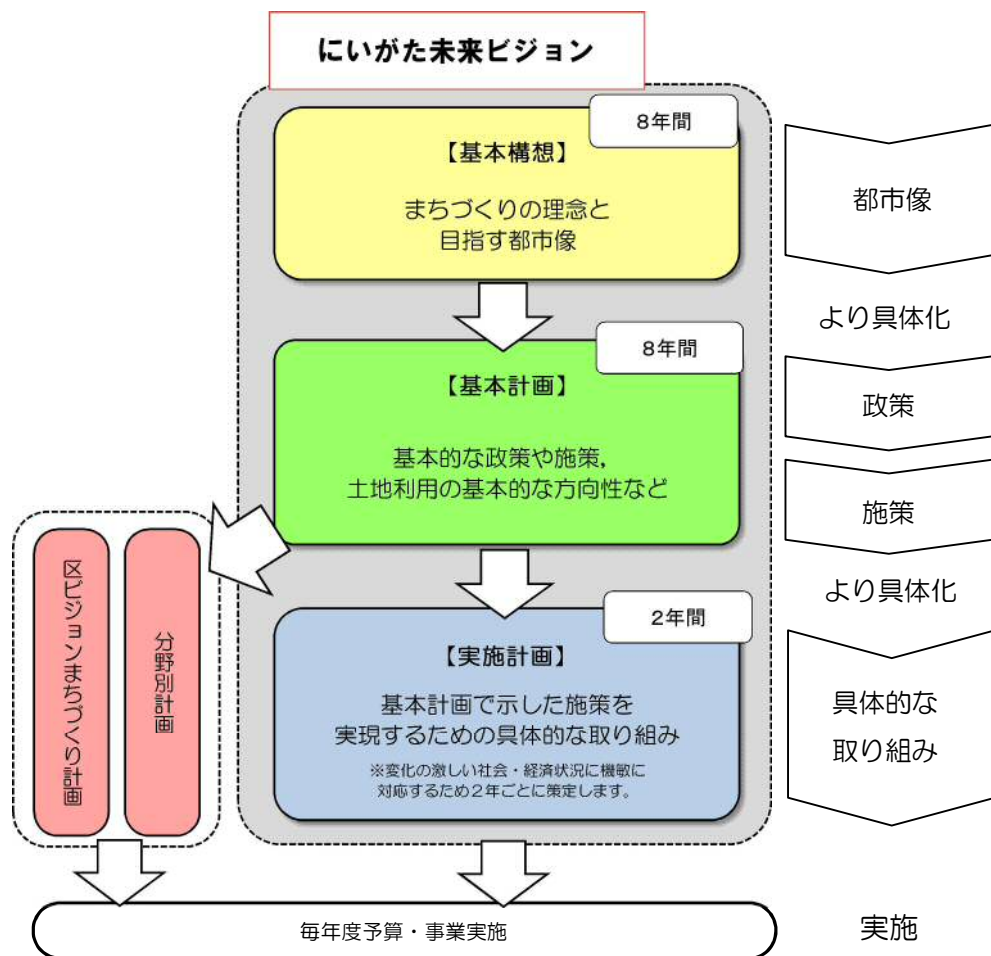 にいがた未来ビジョン
8年間
【基本構想】
まちづくりの理念と
目指す都市像
都市像
より具体化
8年間
【基本計画】
基本的な政策や施策，
土地利用の基本的な方向性など
政策
施策
より具体化
区ビジョンまちづくり計画
分野別計画
2年間
【実施計画】
基本計画で示した施策を
実現するための具体的な取り組み
※変化の激しい社会・経済状況に機敏に
対応するため2年ごとに策定します。
具体的な
取り組み
毎年度予算・事業実施
実施